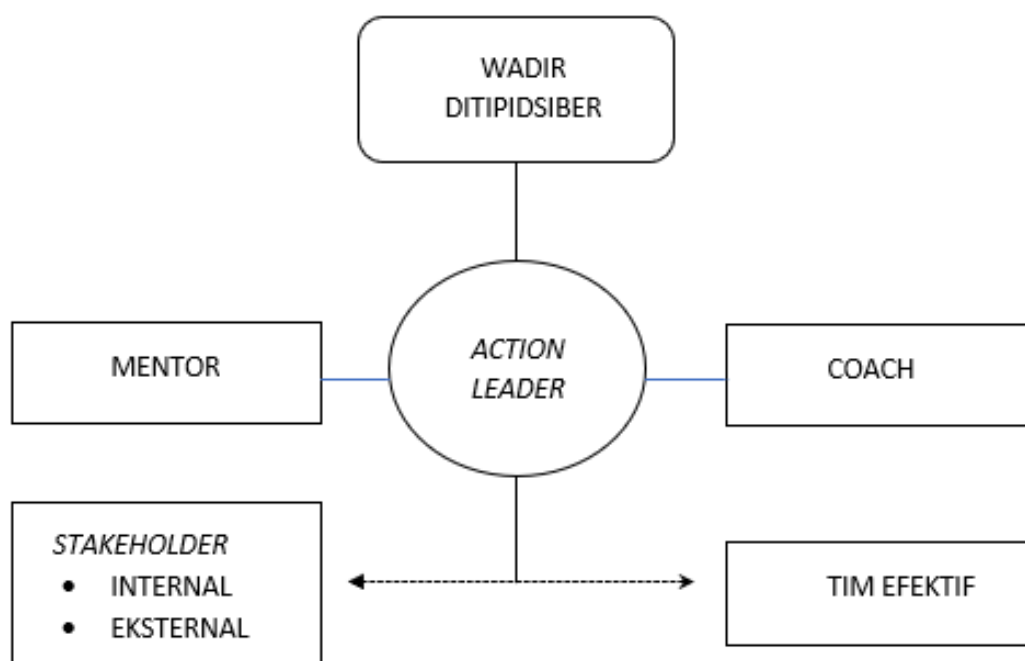 WADIR
DITIPIDSIBER
MENTOR
ACTION
LEADER
COACH
STAKEHOLDER
• INTERNAL
• EKSTERNAL
TIM EFEKTIF